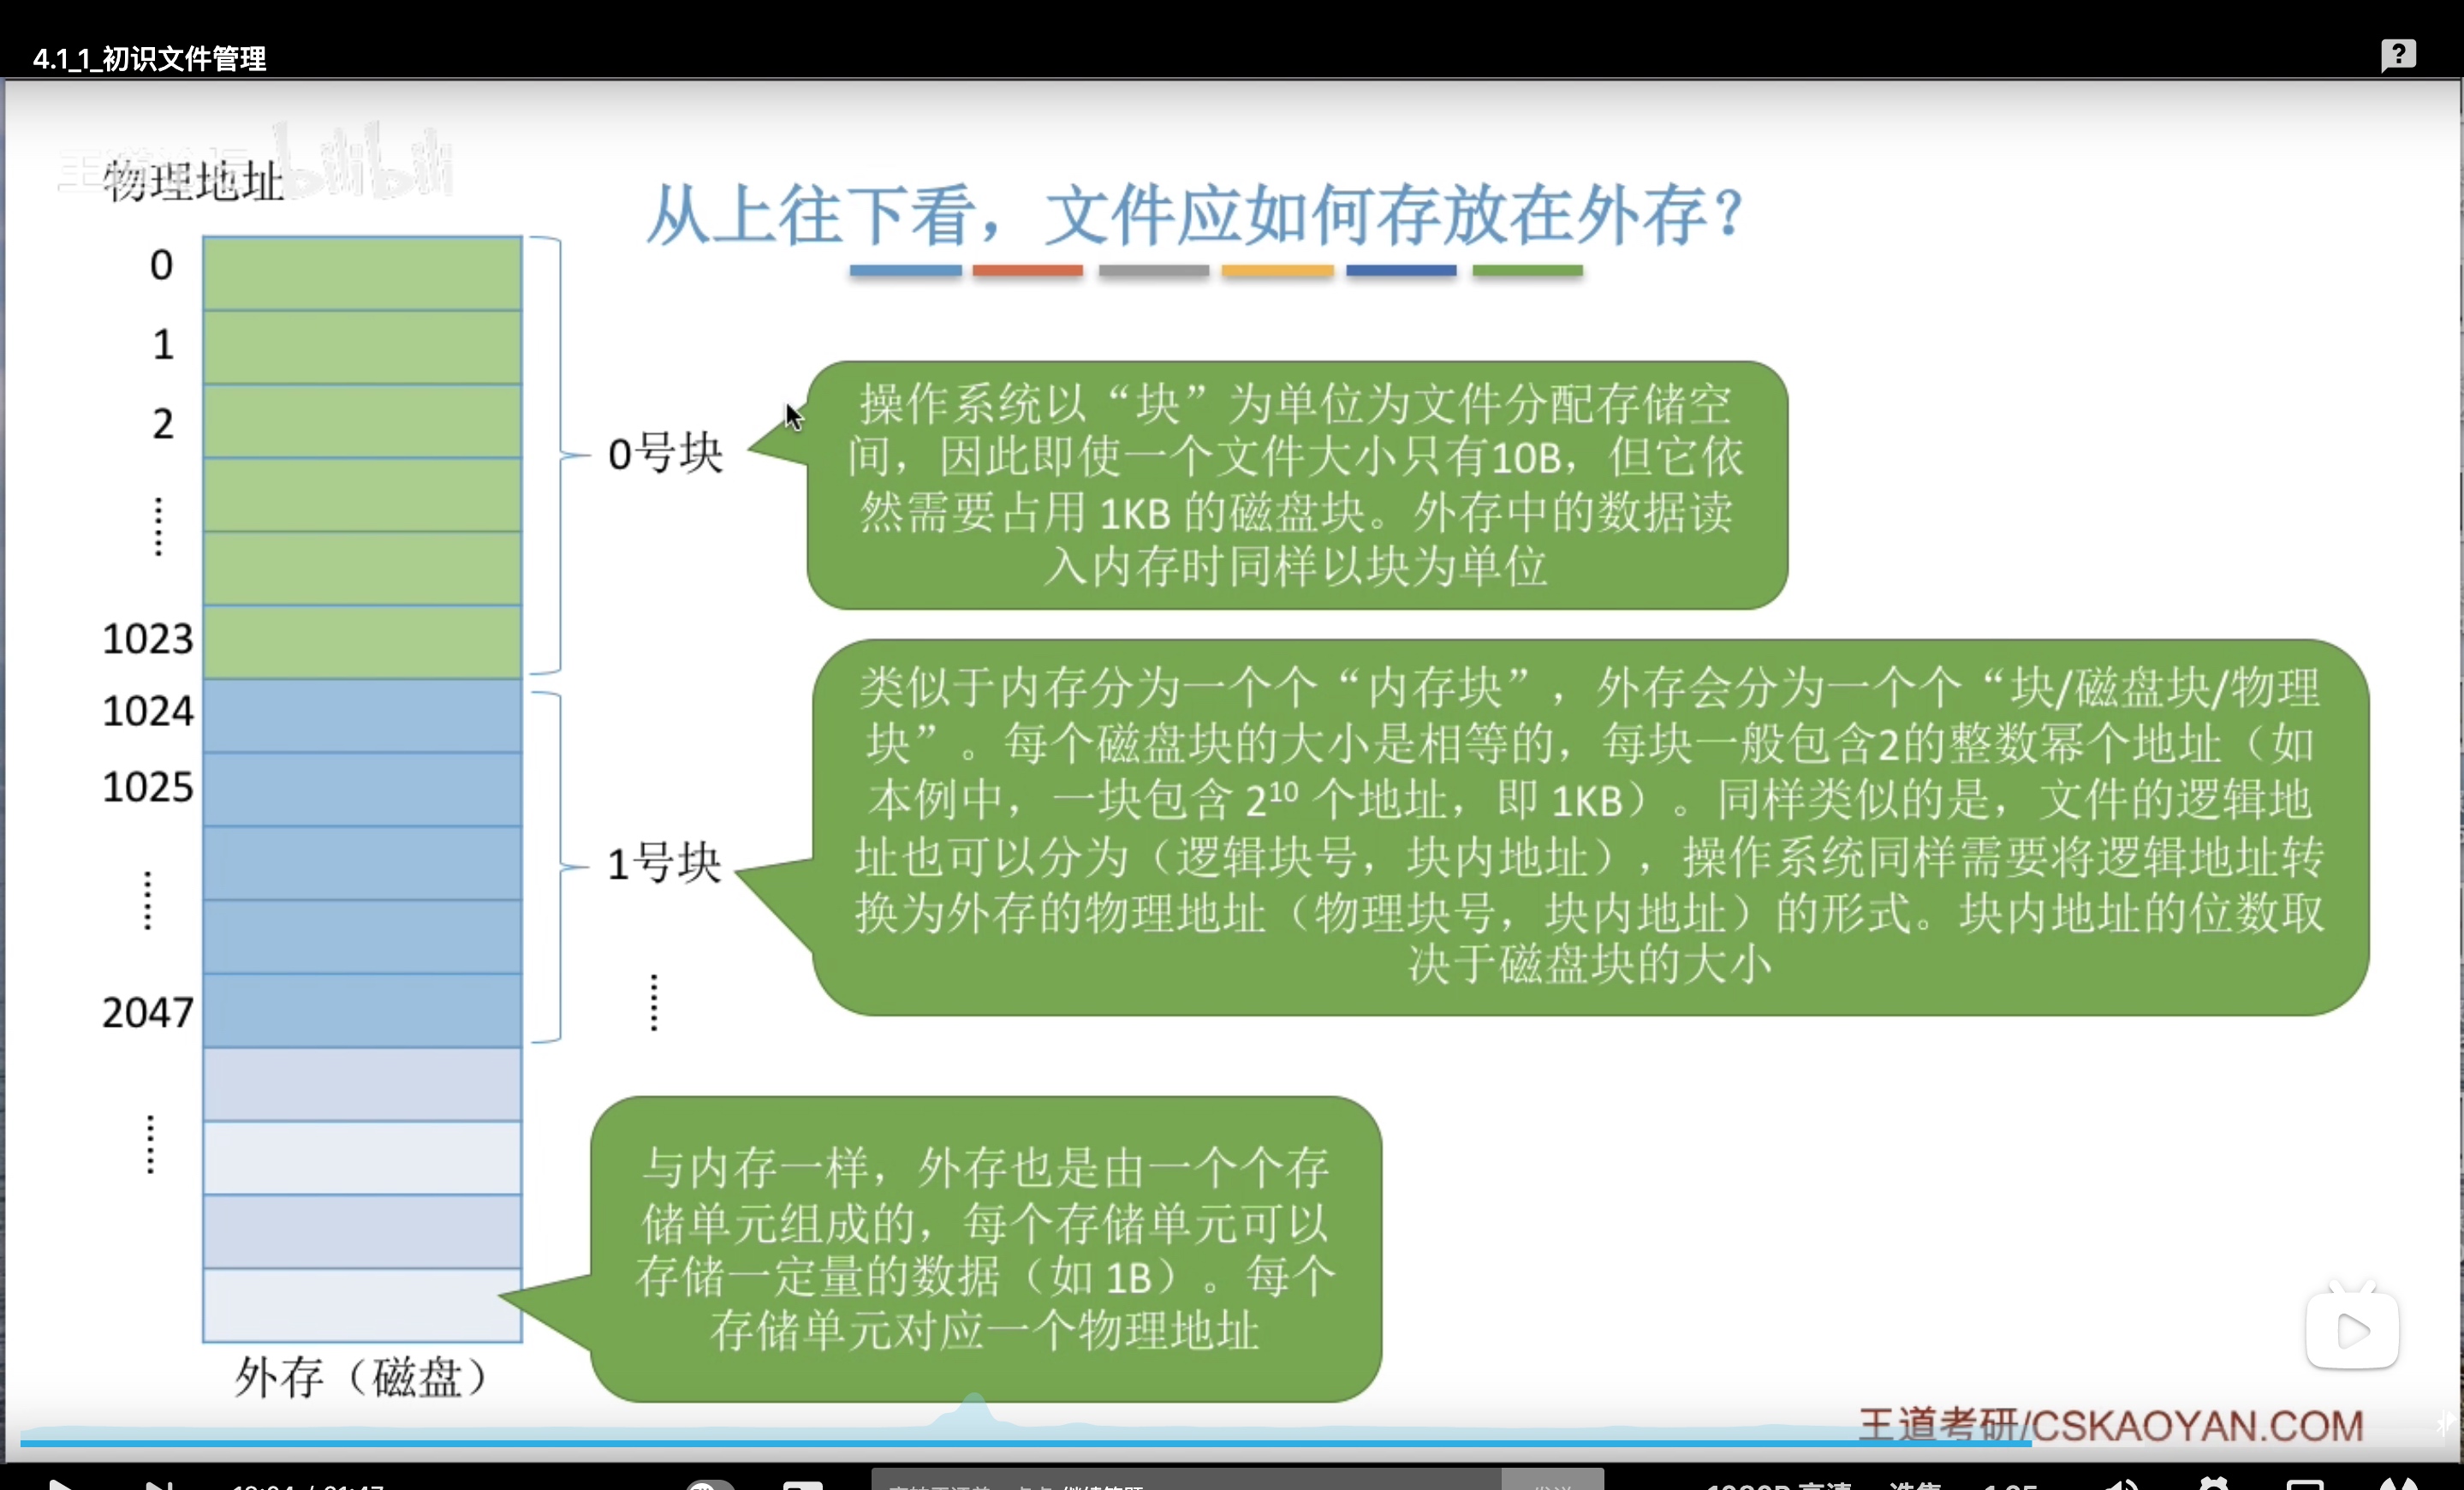 4.1_1_初识文件管理
物理地址
从上往下看，文件应如何存放在外存？
0
1
2
……
1023
1024
1025
……
2047
……
外存（磁盘）
0号块
操作系统以“块”为单位为文件分配存储空
间，因此即使一个文件大小只有10B，但它依
然需要占用 1KB 的磁盘块。外存中的数据读
入内存时同样以块为单位
1号块
……
类似于内存分为一个个“内存块”，外存会分为一个个“块/磁盘块/物理
块”。每个磁盘块的大小是相等的，每块一般包含2的整数幂个地址（如
本例中，一块包含 2¹⁰ 个地址，即 1KB）。同样类似的是，文件的逻辑地
址也可以分为（逻辑块号，块内地址），操作系统同样需要将逻辑地址转
换为外存的物理地址（物理块号，块内地址）的形式。块内地址的位数取
决于磁盘块的大小
与内存一样，外存也是由一个个存
储单元组成的，每个存储单元可以
存储一定量的数据（如 1B）。每个
存储单元对应一个物理地址
王道考研/CSKAOYAN.COM